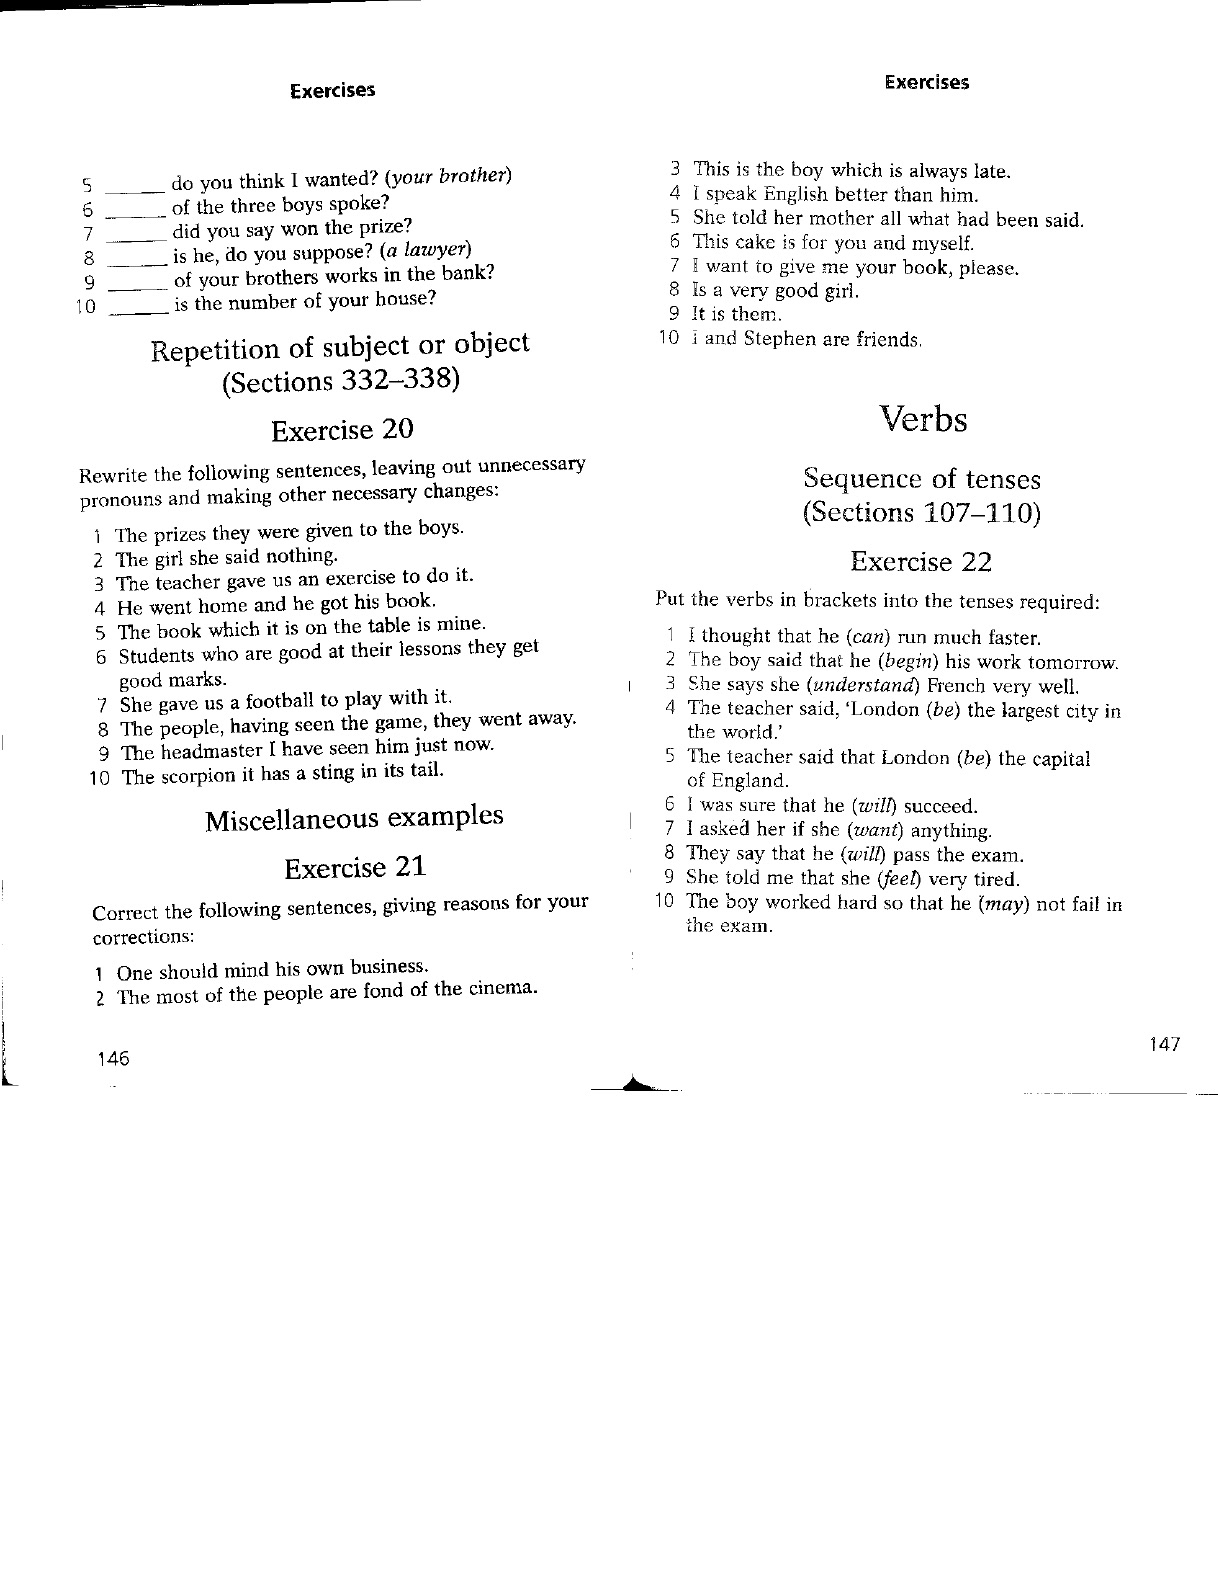 Exercises
5 _____ do you think I wanted? (your brother)
6 _____ of the three boys spoke?
7 _____ did you say won the prize?
8 _____ is he, do you suppose? (a lawyer)
9 _____ of your brothers works in the bank?
10 _____ is the number of your house?
Repetition of subject or object
(Sections 332–338)
Exercise 20
Rewrite the following sentences, leaving out unnecessary
pronouns and making other necessary changes:
1 The prizes they were given to the boys.
2 The girl she said nothing.
3 The teacher gave us an exercise to do it.
4 He went home and he got his book.
5 The book which it is on the table is mine.
6 Students who are good at their lessons they get
good marks.
7 She gave us a football to play with it.
8 The people, having seen the game, they went away.
9 The headmaster I have seen him just now.
10 The scorpion it has a sting in its tail.
Miscellaneous examples
Exercise 21
Correct the following sentences, giving reasons for your
corrections:
1 One should mind his own business.
2 The most of the people are fond of the cinema.
146
Exercises
3 This is the boy which is always late.
4 I speak English better than him.
5 She told her mother all what had been said.
6 This cake is for you and myself.
7 I want to give me your book, please.
8 Is a very good girl.
9 It is them.
10 I and Stephen are friends.
Verbs
Sequence of tenses
(Sections 107–110)
Exercise 22
Put the verbs in brackets into the tenses required:
1 I thought that he (can) run much faster.
2 The boy said that he (begin) his work tomorrow.
3 She says she (understand) French very well.
4 The teacher said, ‘London (be) the largest city in
the world.’
5 The teacher said that London (be) the capital
of England.
6 I was sure that he (will) succeed.
7 I asked her if she (want) anything.
8 They say that he (will) pass the exam.
9 She told me that she (feel) very tired.
10 The boy worked hard so that he (may) not fail in
the exam.
147